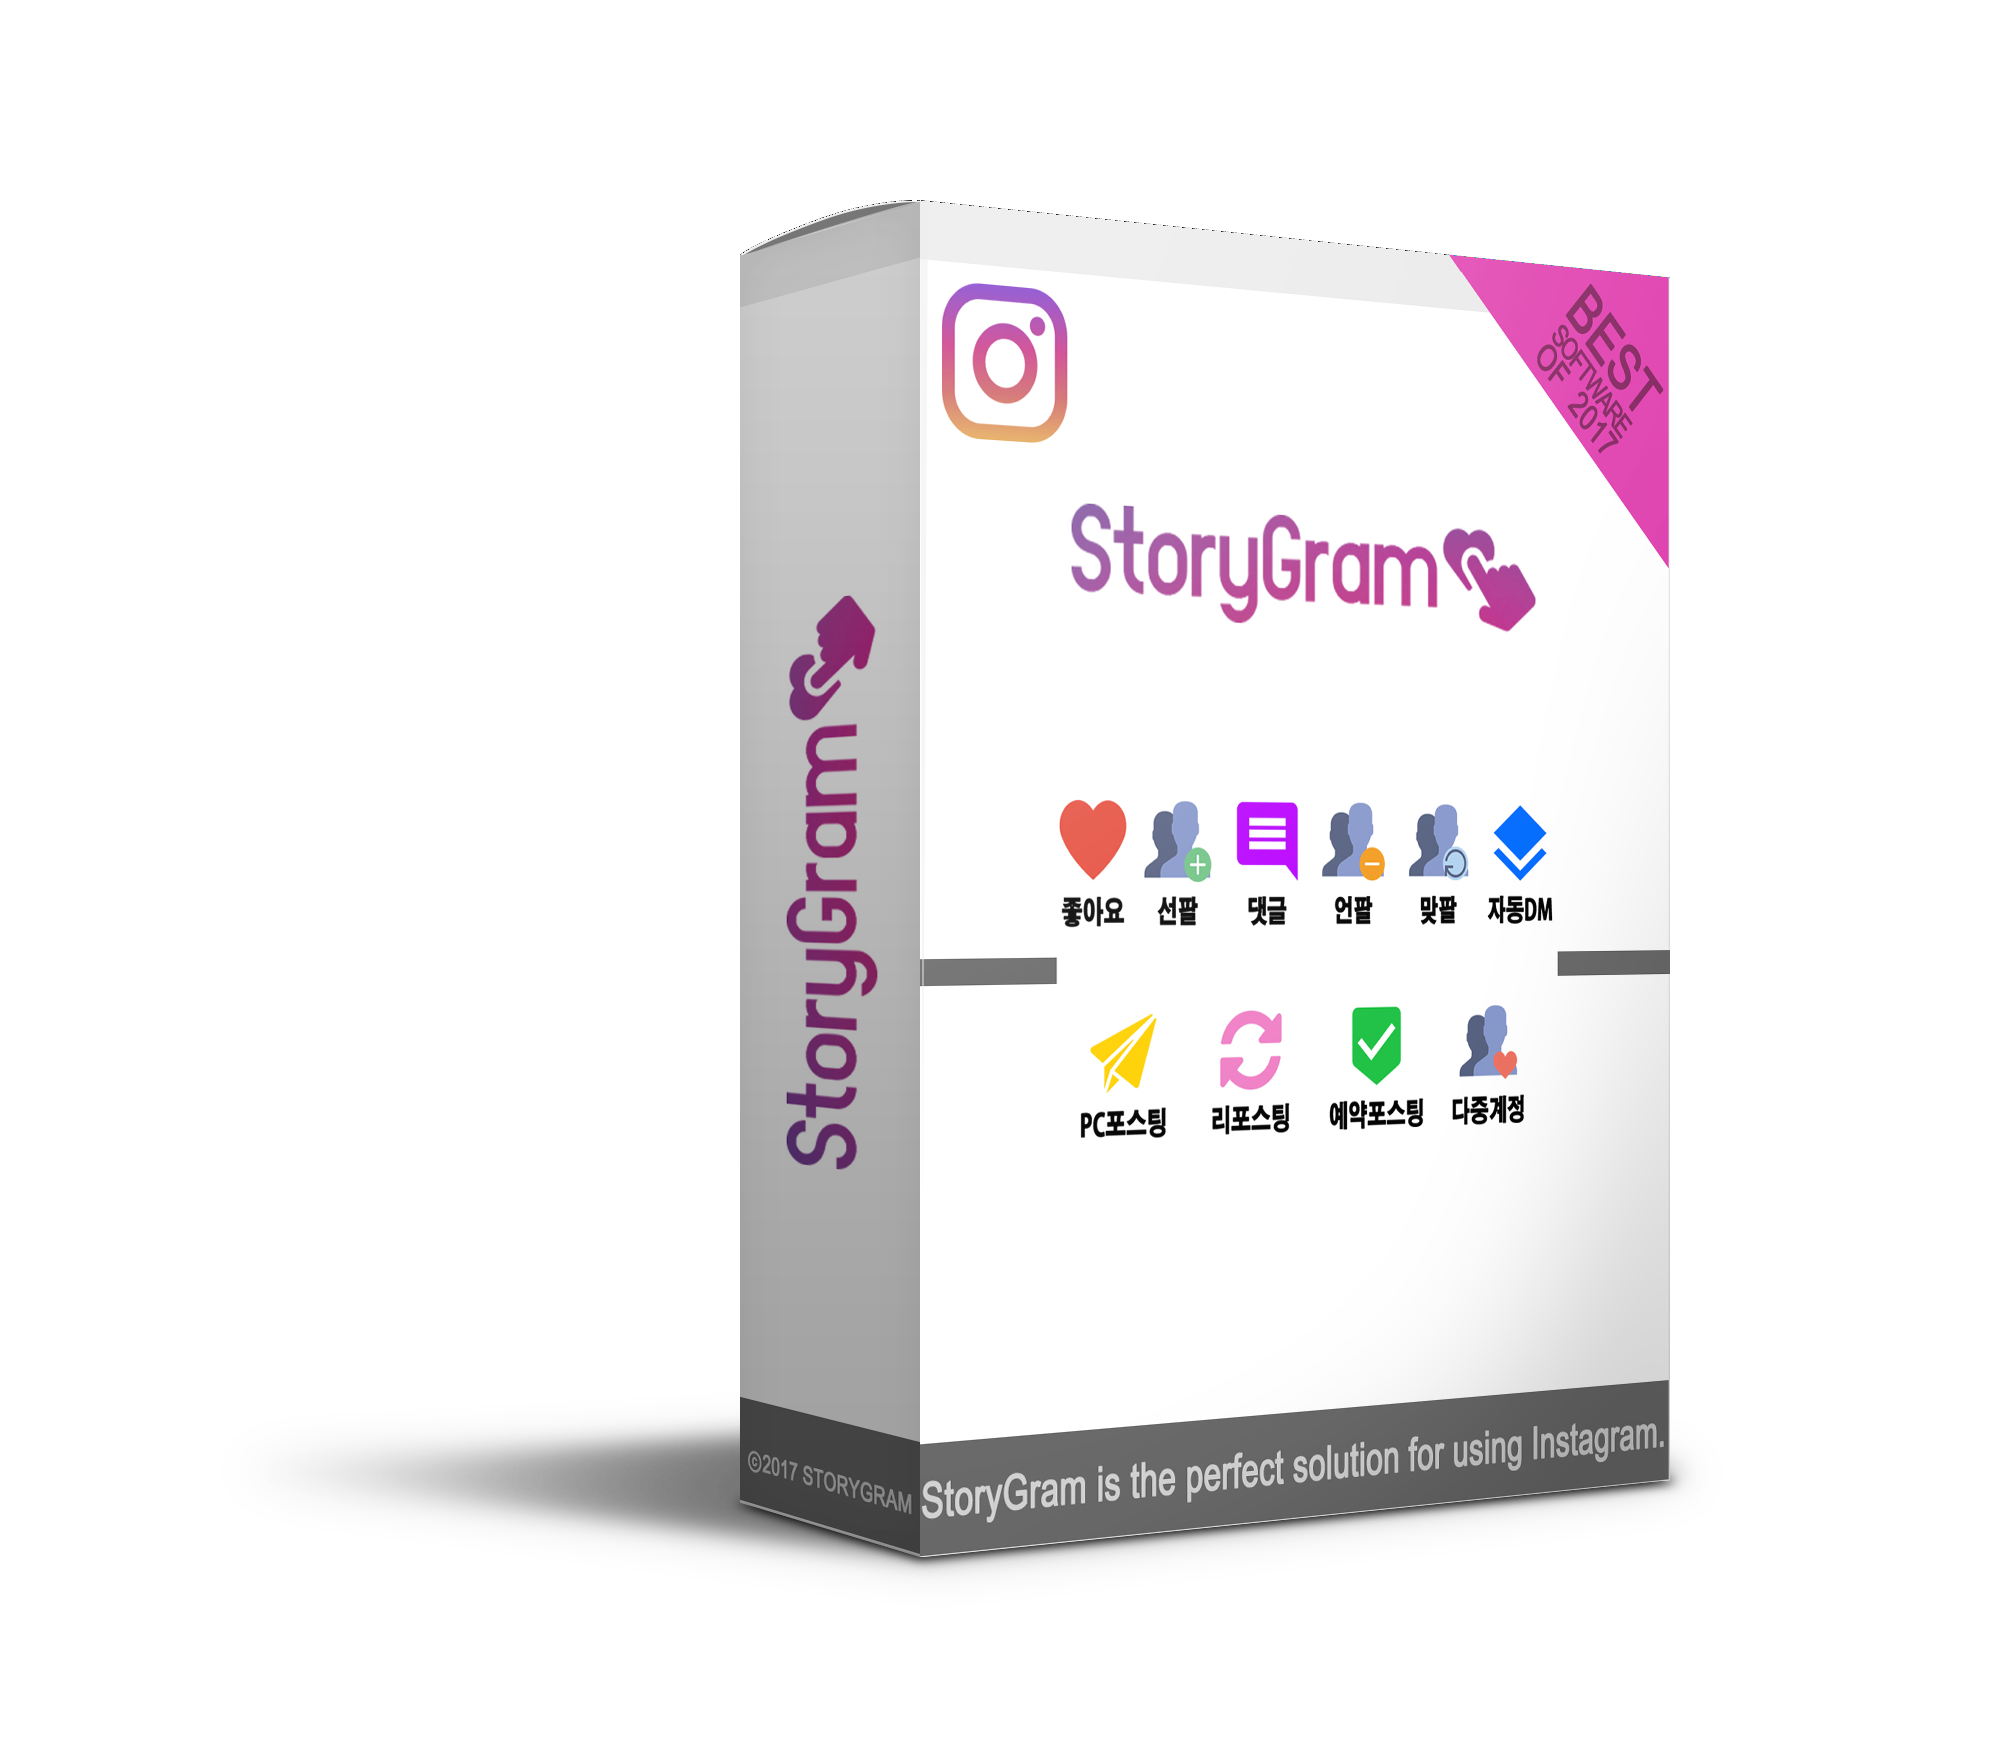 BEST
SOFTWARE
OF 2017
StoryGram
StoryGram
좋아요 선팔 댓글 언팔 맞팔 자동DM
PC포스팅 리포스팅 예약포스팅 다중계정
©2017 STORYGRAM
StoryGram is the perfect solution for using Instagram.